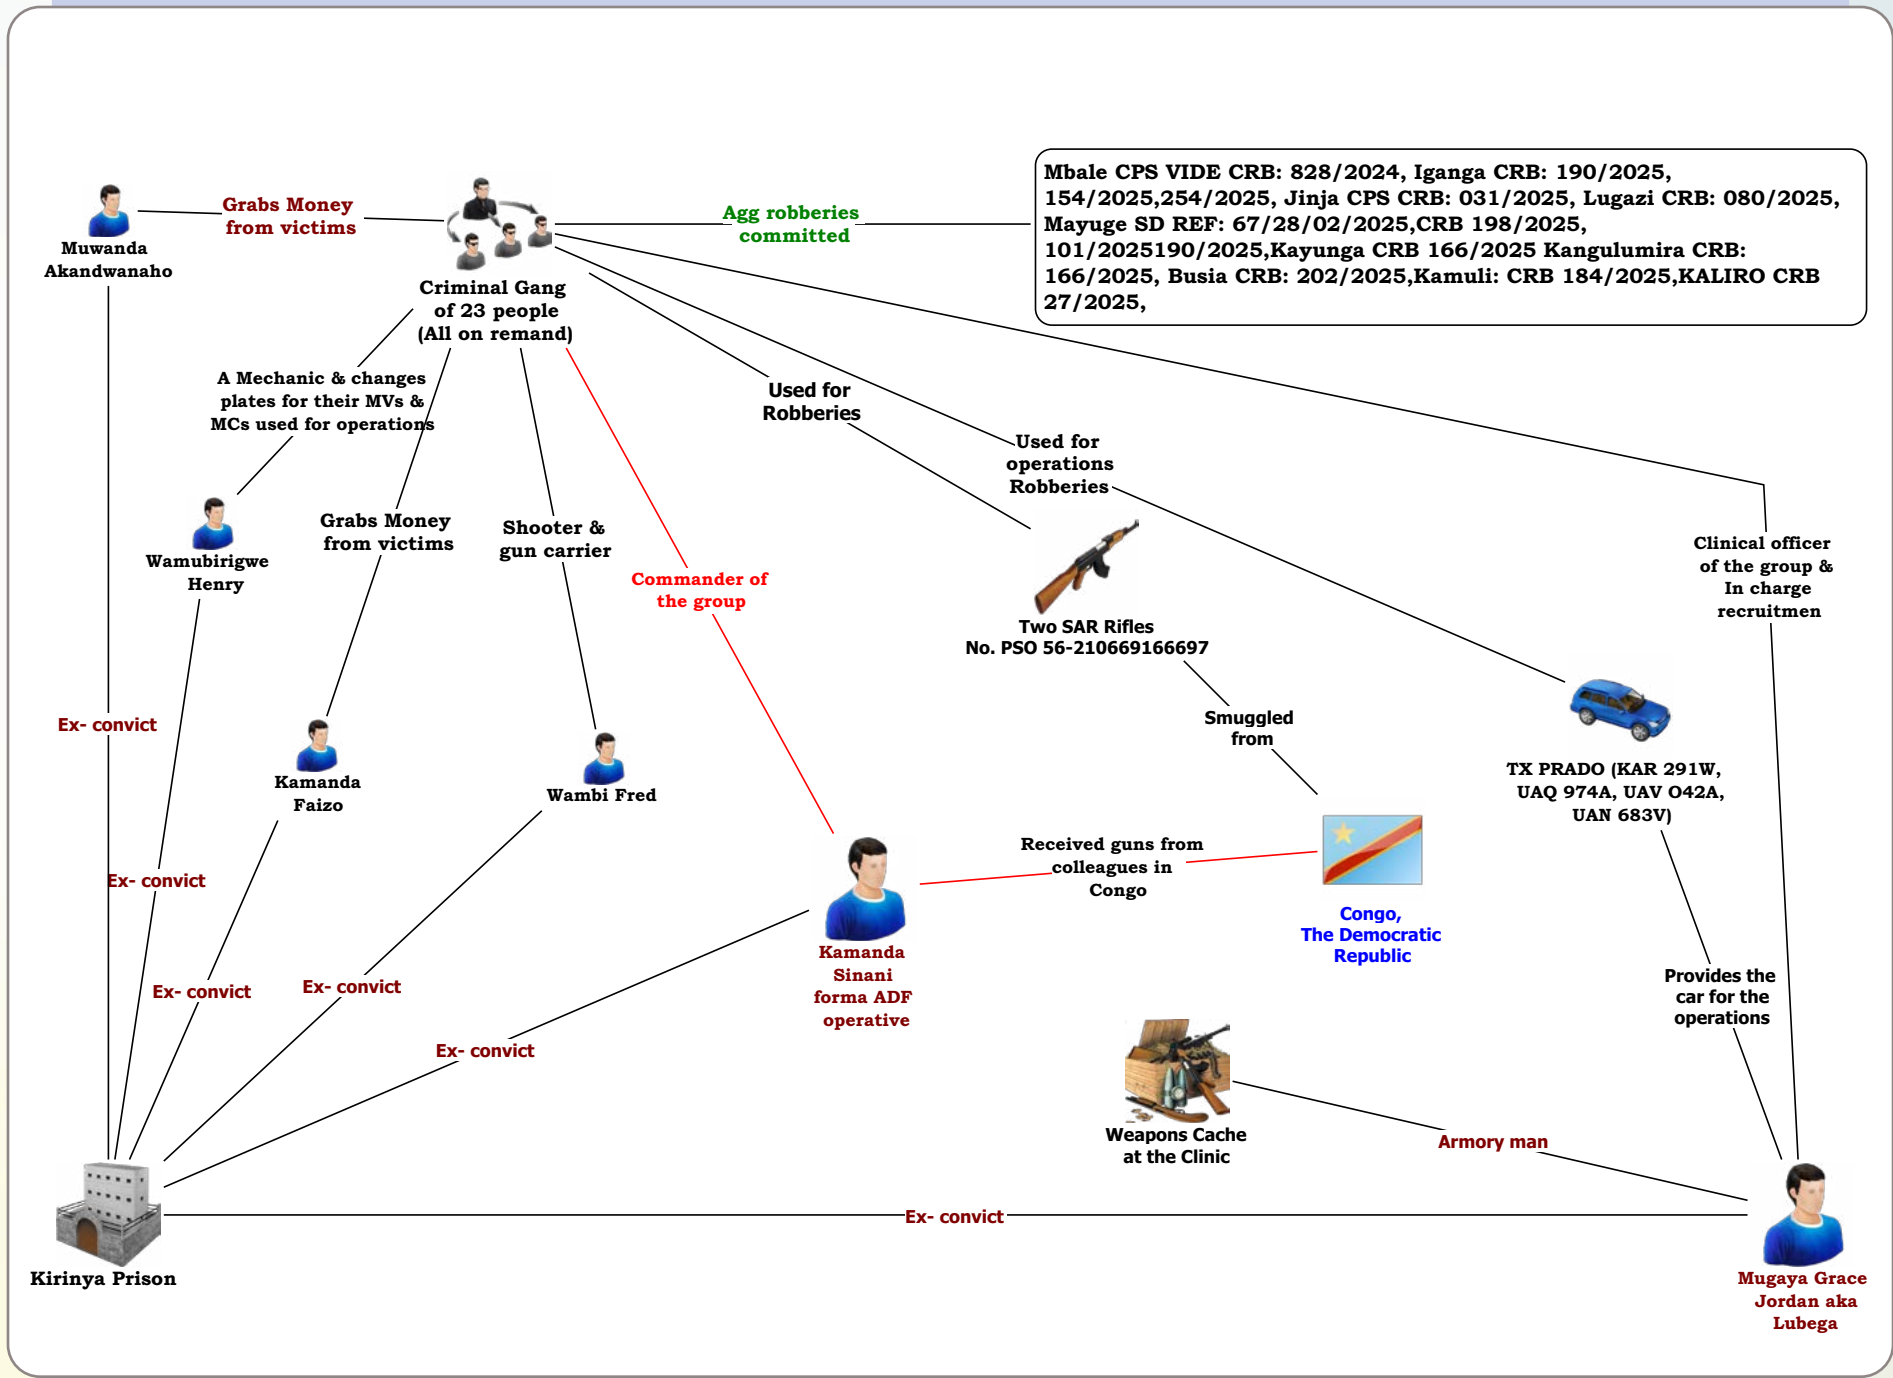 Mbale CPS VIDE CRB: 828/2024, Iganga CRB: 190/2025,
154/2025,254/2025, Jinja CPS CRB: 031/2025, Lugazi CRB: 080/2025,
Mayuge SD REF: 67/28/02/2025,CRB 198/2025,
101/2025190/2025,Kayunga CRB 166/2025 Kangulumira CRB:
166/2025, Busia CRB: 202/2025,Kamuli: CRB 184/2025,KALIRO CRB
27/2025,
Muwanda
Akandwanaho
Grabs Money
from victims
Criminal Gang
of 23 people
(All on remand)
Agg robberies
committed
A Mechanic & changes
plates for their MVs &
MCs used for operations
Used for
Robberies
Used for
operations
Robberies
Wamubirigwe
Henry
Grabs Money
from victims
Shooter &
gun carrier
Commander of
the group
Clinical officer
of the group &
In charge
recruitmen
Two SAR Rifles
No. PSO 56-210669166697
Smuggled
from
Ex- convict
Kamanda
Faizo
Wambi Fred
TX PRADO (KAR 291W,
UAQ 974A, UAV O42A,
UAN 683V)
Received guns from
colleagues in
Congo
Ex- convict
Congo,
The Democratic
Republic
Kamanda
Sinani
forma ADF
operative
Ex- convict
Ex- convict
Ex- convict
Provides the
car for the
operations
Weapons Cache
at the Clinic
Armory man
Ex- convict
Kirinya Prison
Mugaya Grace
Jordan aka
Lubega